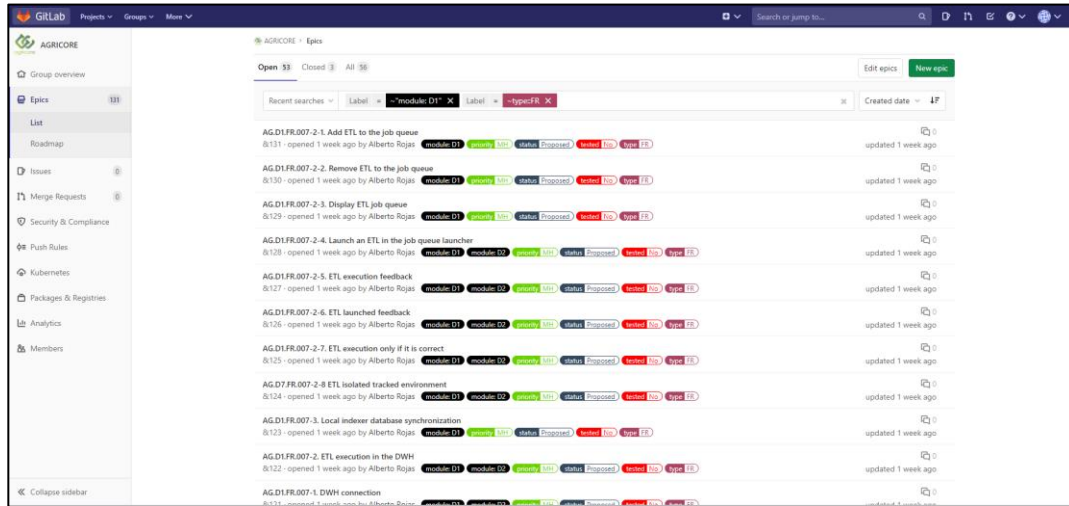 GitLab Projects Groups More Search or jump to...
AGRICORE
Group overview
Epics 131
List
Roadmap
Issues 0
Merge Requests 0
Security & Compliance
Push Rules
Kubernetes
Packages & Registries
Analytics
Members
Collapse sidebar
AGRICORE > Epics
Open 53 Closed 3 All 56 Edit epics New epic
Recent searches Label = ~"module: D1" X Label = ~type::FR X Created date
AG.D1.FR.007-2-1. Add ETL to the job queue 0
&131 · opened 1 week ago by Alberto Rojas module: D1 priority MH status Proposed tested No type FR updated 1 week ago
AG.D1.FR.007-2-2. Remove ETL to the job queue 0
&130 · opened 1 week ago by Alberto Rojas module: D1 priority MH status Proposed tested No type FR updated 1 week ago
AG.D1.FR.007-2-3. Display ETL job queue 0
&129 · opened 1 week ago by Alberto Rojas module: D1 priority MH status Proposed tested No type FR updated 1 week ago
AG.D1.FR.007-2-4. Launch an ETL in the job queue launcher 0
&128 · opened 1 week ago by Alberto Rojas module: D1 module: D2 priority MH status Proposed tested No type FR updated 1 week ago
AG.D1.FR.007-2-5. ETL execution feedback 0
&127 · opened 1 week ago by Alberto Rojas module: D1 module: D2 priority MH status Proposed tested No type FR updated 1 week ago
AG.D1.FR.007-2-6. ETL launched feedback 0
&126 · opened 1 week ago by Alberto Rojas module: D1 module: D2 priority MH status Proposed tested No type FR updated 1 week ago
AG.D1.FR.007-2-7. ETL execution only if it is correct 0
&125 · opened 1 week ago by Alberto Rojas module: D1 module: D2 priority MH status Proposed tested No type FR updated 1 week ago
AG.D7.FR.007-2-8 ETL isolated tracked environment 0
&124 · opened 1 week ago by Alberto Rojas module: D1 module: D2 priority MH status Proposed tested No type FR updated 1 week ago
AG.D1.FR.007-3. Local indexer database synchronization 0
&123 · opened 1 week ago by Alberto Rojas module: D1 priority MH status Proposed tested No type FR updated 1 week ago
AG.D1.FR.007-2. ETL execution in the DWH 0
&122 · opened 1 week ago by Alberto Rojas module: D1 module: D2 priority MH status Proposed tested No type FR updated 1 week ago
AG.D1.FR.007-1. DWH connection 0